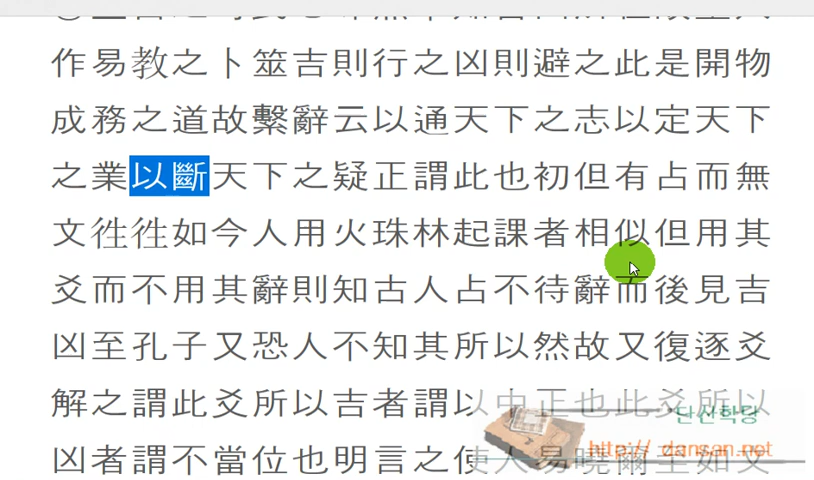 作易教之卜筮吉則行之凶則避之此是開物
成務之道故繫辭云以通天下之志以定天下
之業以斷天下之疑正謂此也初但有占而無
文徃徃如今人用火珠林起課者相似但用其
爻而不用其辭則知古人占不待辭而後見吉
凶至孔子又恐人不知其所以然故又復逐爻
解之謂此爻所以吉者謂以中正也此爻所以
단산학당
凶者謂不當位也明言之使人易曉爾至如文
http:// dansan.net